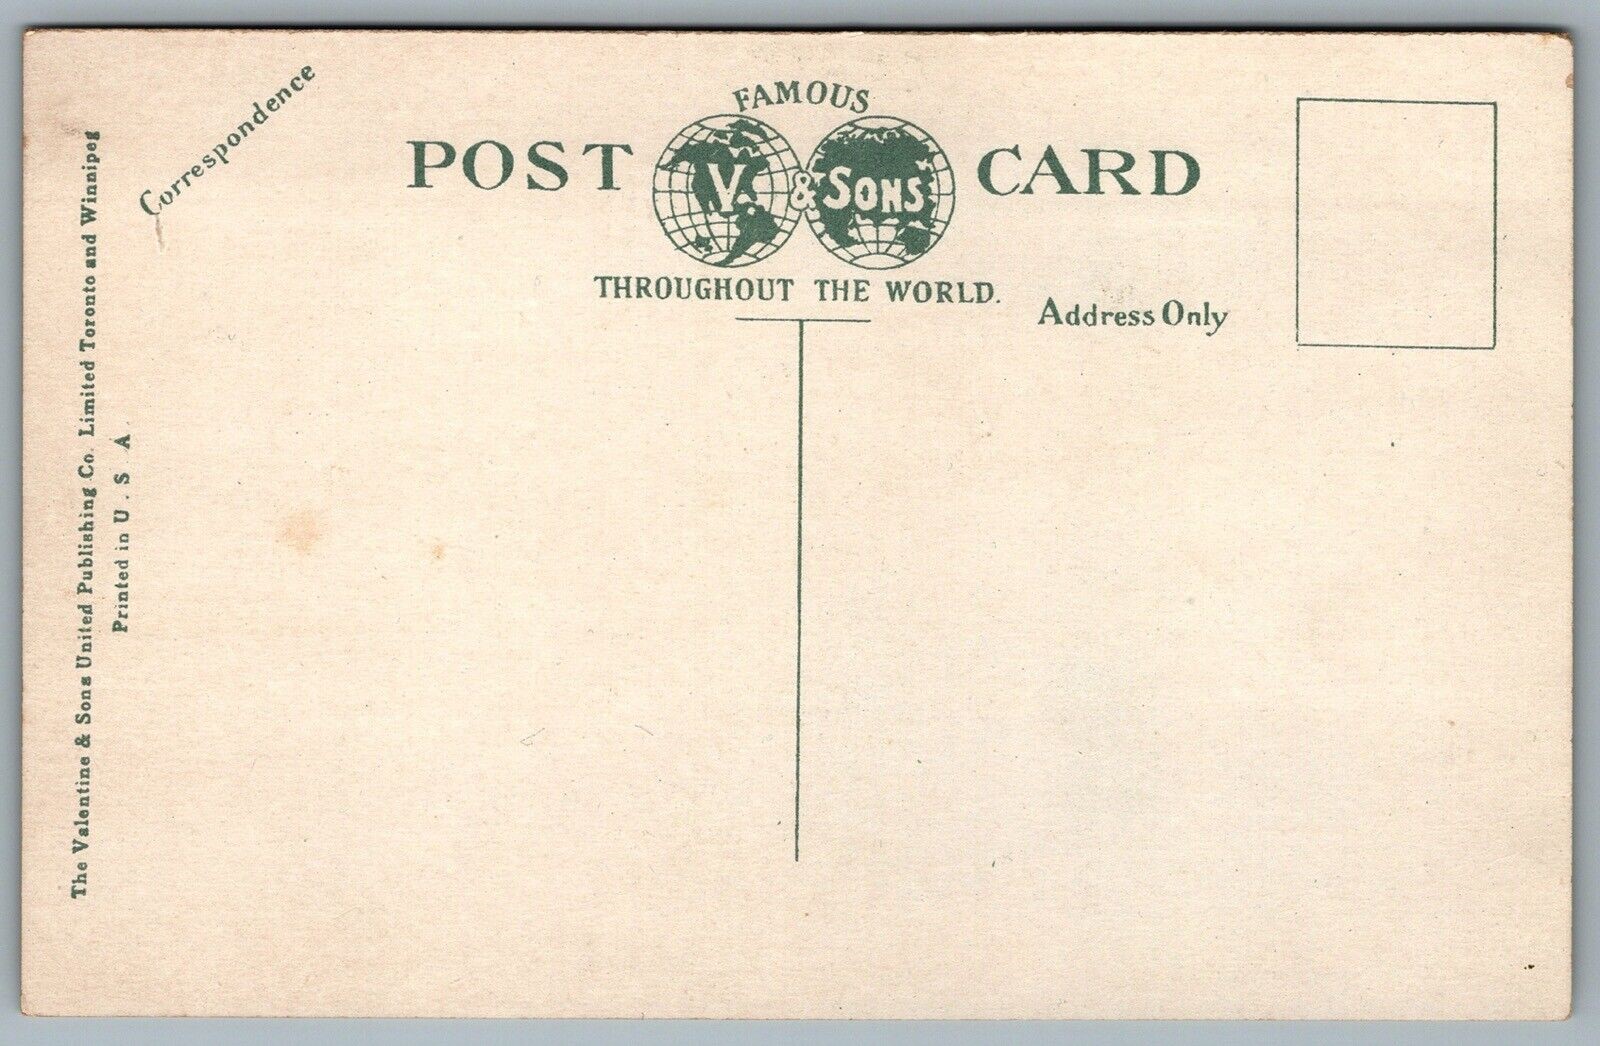 FAMOUS
POST V. & SONS CARD
THROUGHOUT THE WORLD.
Correspondence
Address Only
The Valentine & Sons United Publishing Co. Limited Toronto and Winnipeg
Printed in U. S. A.